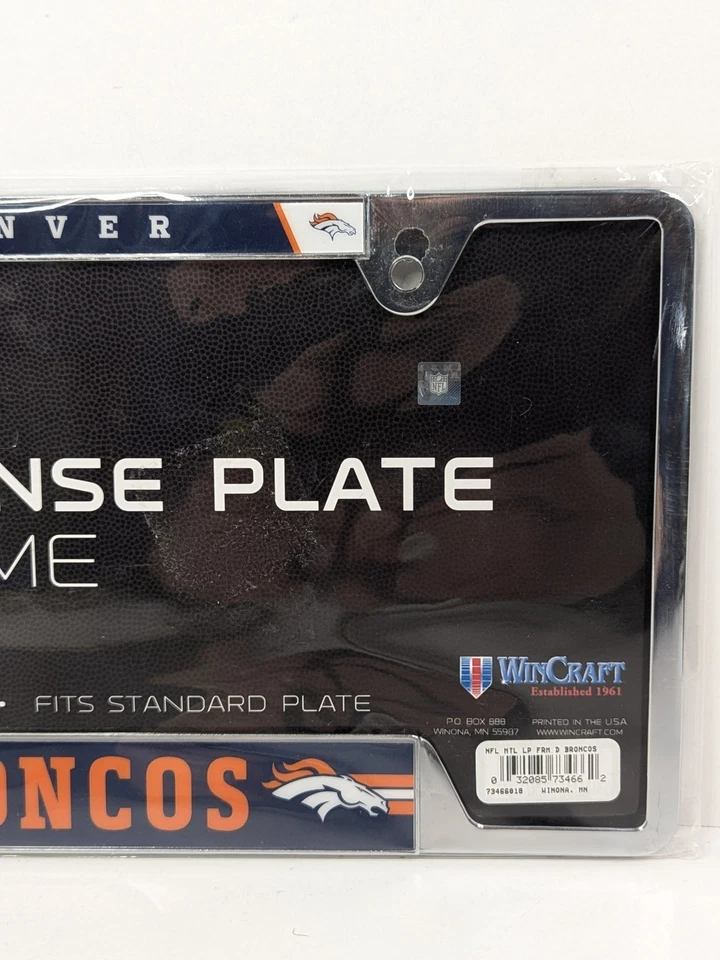 NVER
NFL
NSE PLATE
ME
• FITS STANDARD PLATE
WINCRAFT
Established 1961
P.O. BOX 888 PRINTED IN THE U.S.A
WINONA, MN 55987 WWW.WINCRAFT.COM
NFL MTL LP FRM D BRONCOS
0 32085 73466 2
73466018 WINONA, MN
ONCOS